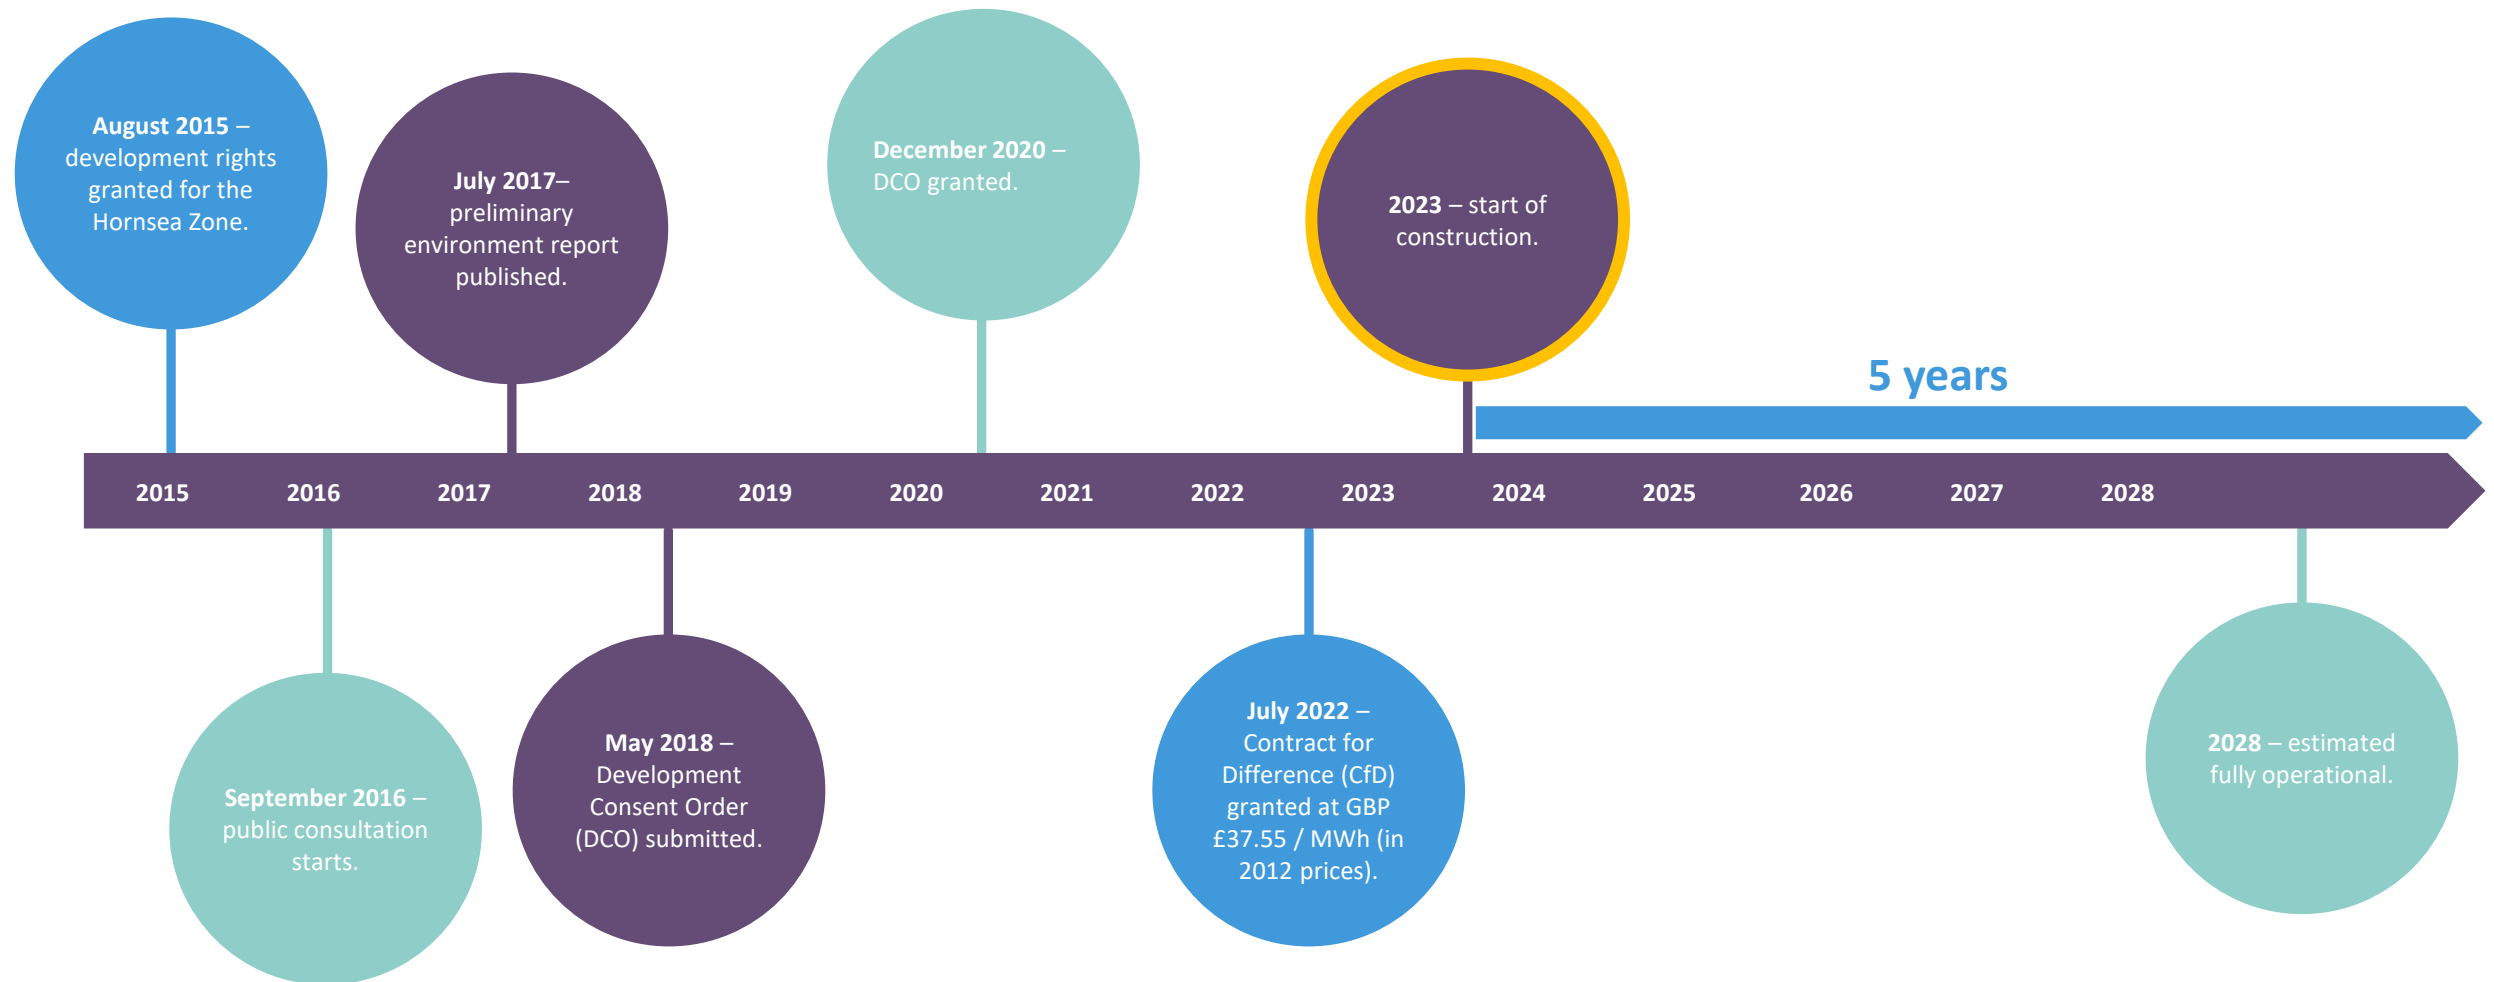 August 2015 –
development rights
granted for the
Hornsea Zone.
July 2017–
preliminary
environment report
published.
December 2020 –
DCO granted.
2023 – start of
construction.
5 years
2015 2016 2017 2018 2019 2020 2021 2022 2023 2024 2025 2026 2027 2028
September 2016 –
public consultation
starts.
May 2018 –
Development
Consent Order
(DCO) submitted.
July 2022 –
Contract for
Difference (CfD)
granted at GBP
£37.55 / MWh (in
2012 prices).
2028 – estimated
fully operational.